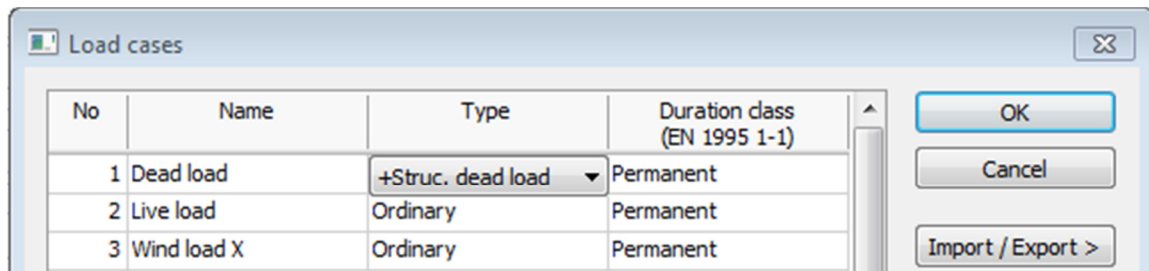 Load cases
No Name Type Duration class
(EN 1995 1-1)
OK
1 Dead load +Struc. dead load Permanent
Cancel
2 Live load Ordinary Permanent
3 Wind load X Ordinary Permanent
Import / Export >